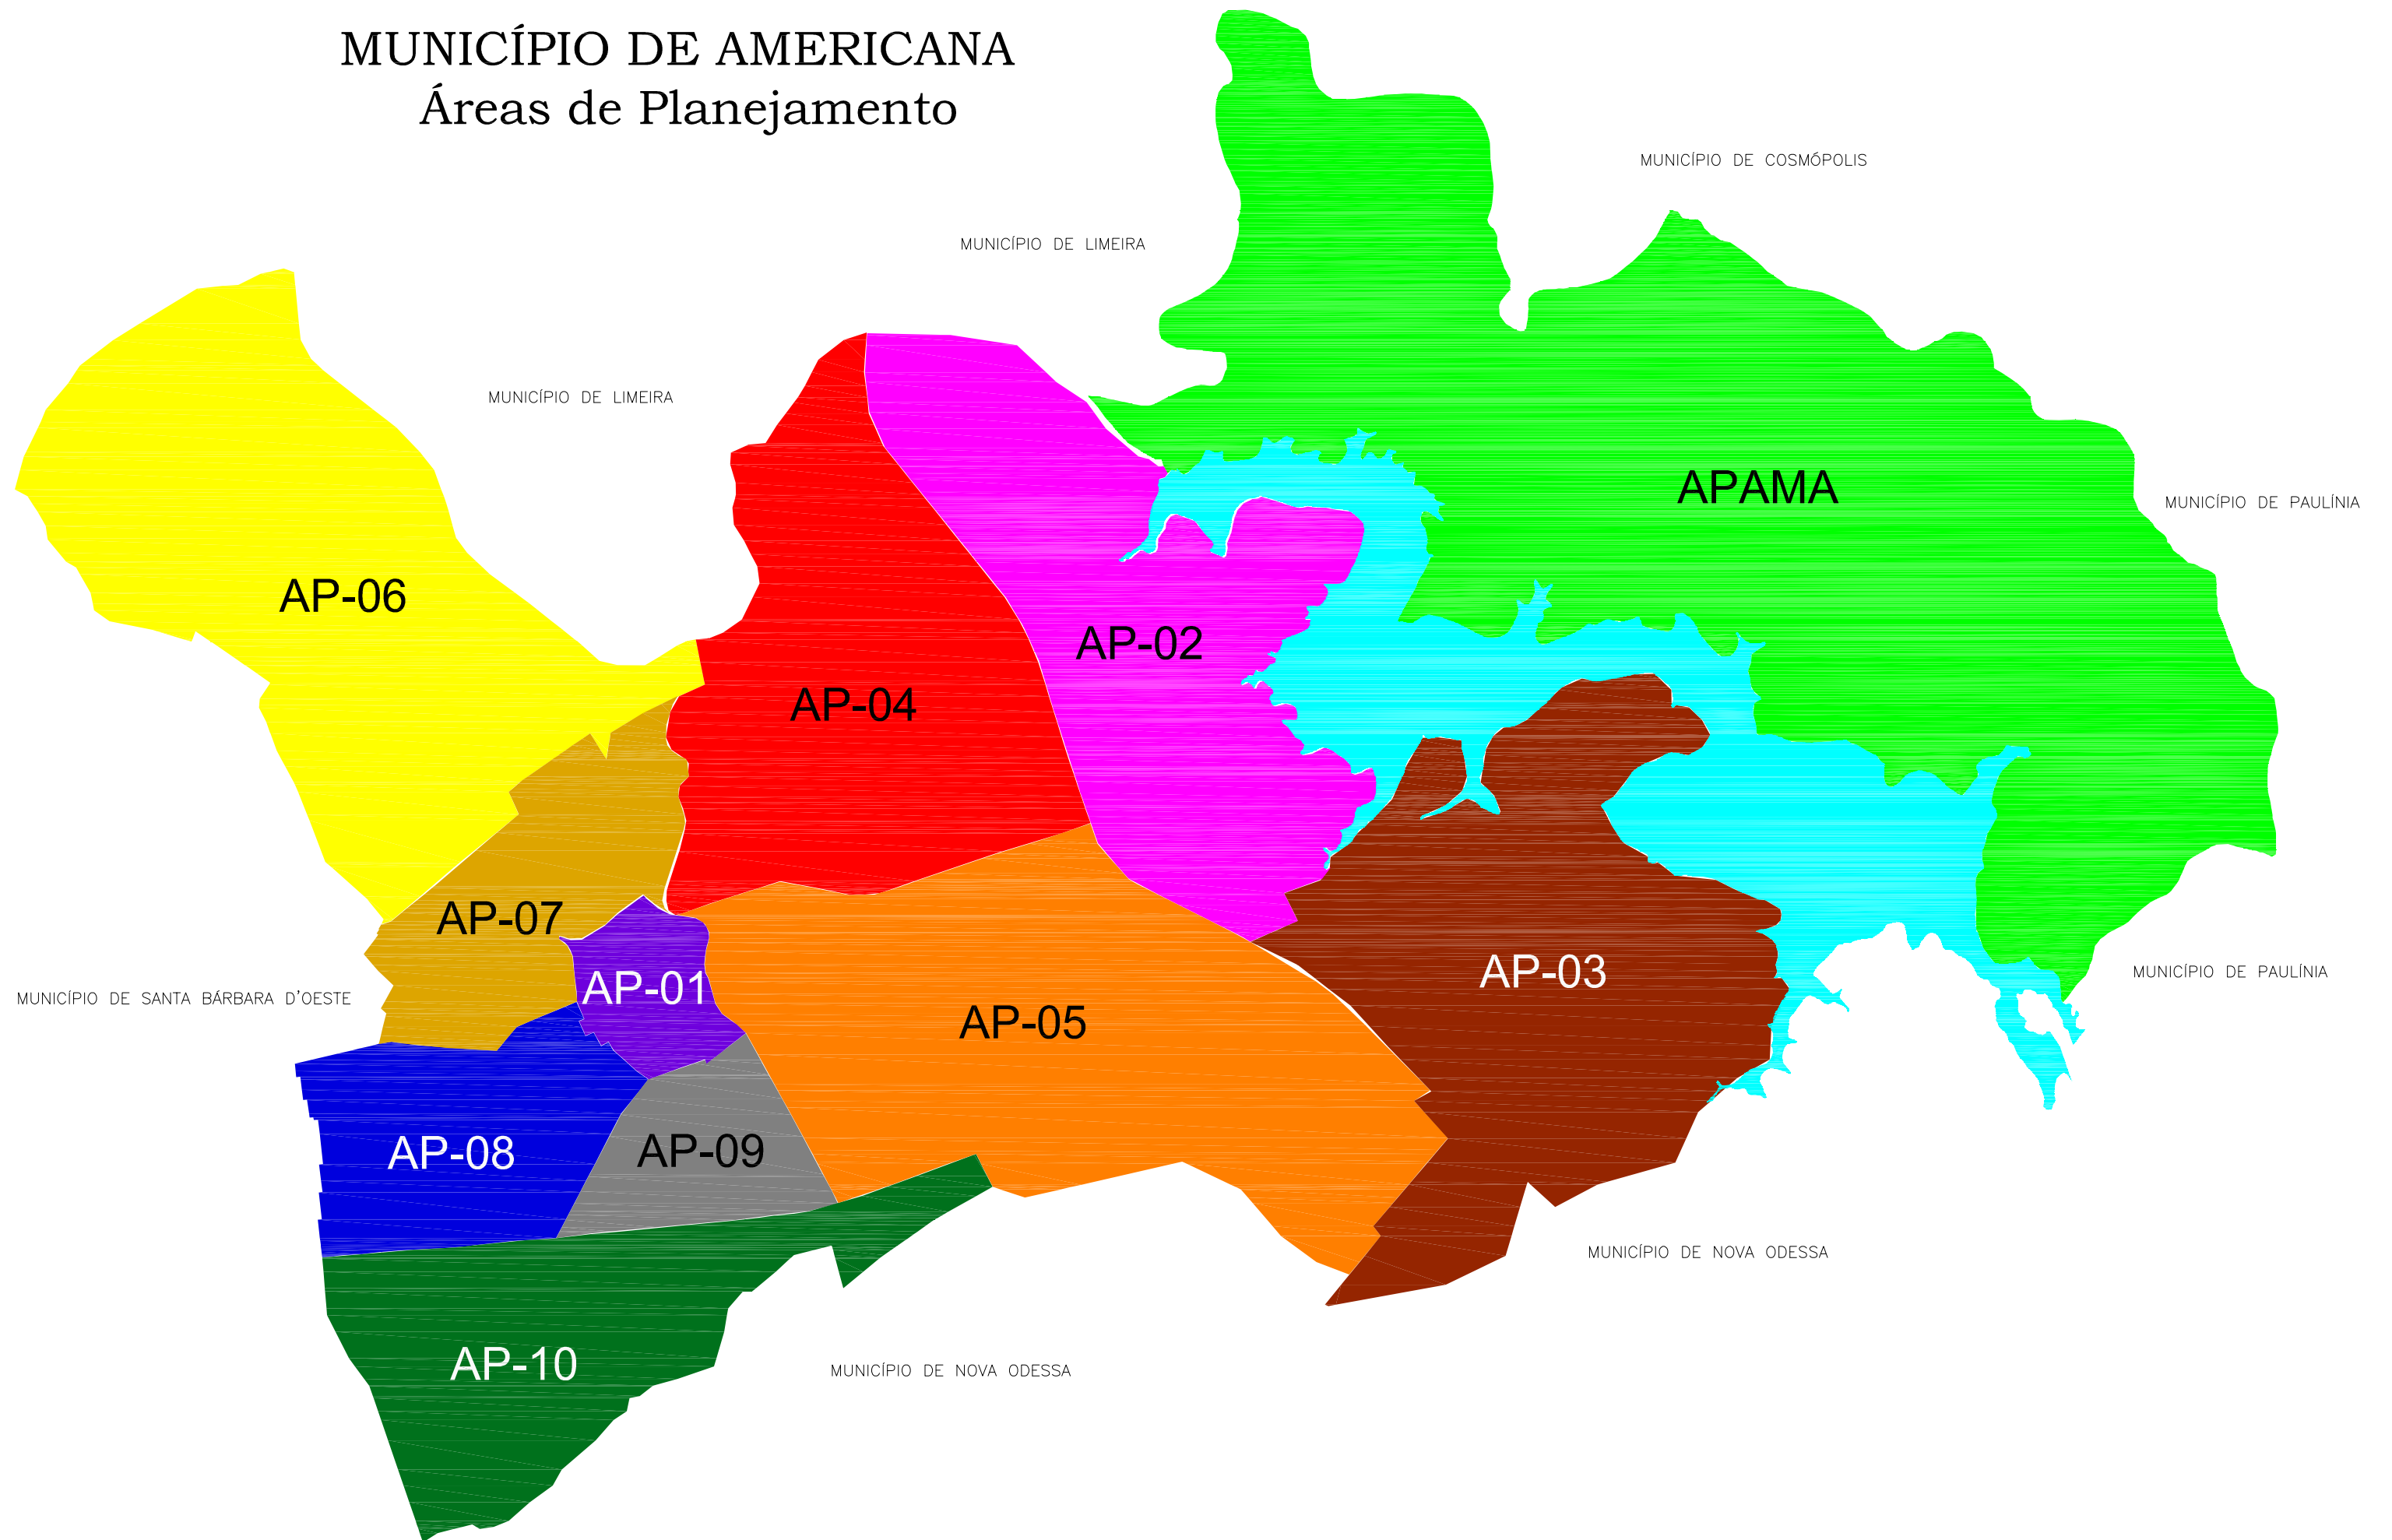 MUNICÍPIO DE AMERICANA
Áreas de Planejamento
MUNICÍPIO DE COSMÓPOLIS
MUNICÍPIO DE LIMEIRA
MUNICÍPIO DE LIMEIRA
APAMA
MUNICÍPIO DE PAULÍNIA
AP-06
AP-02
AP-04
AP-07
AP-03
MUNICÍPIO DE PAULÍNIA
AP-01
MUNICÍPIO DE SANTA BÁRBARA D'OESTE
AP-05
AP-09
AP-08
MUNICÍPIO DE NOVA ODESSA
AP-10
MUNICÍPIO DE NOVA ODESSA